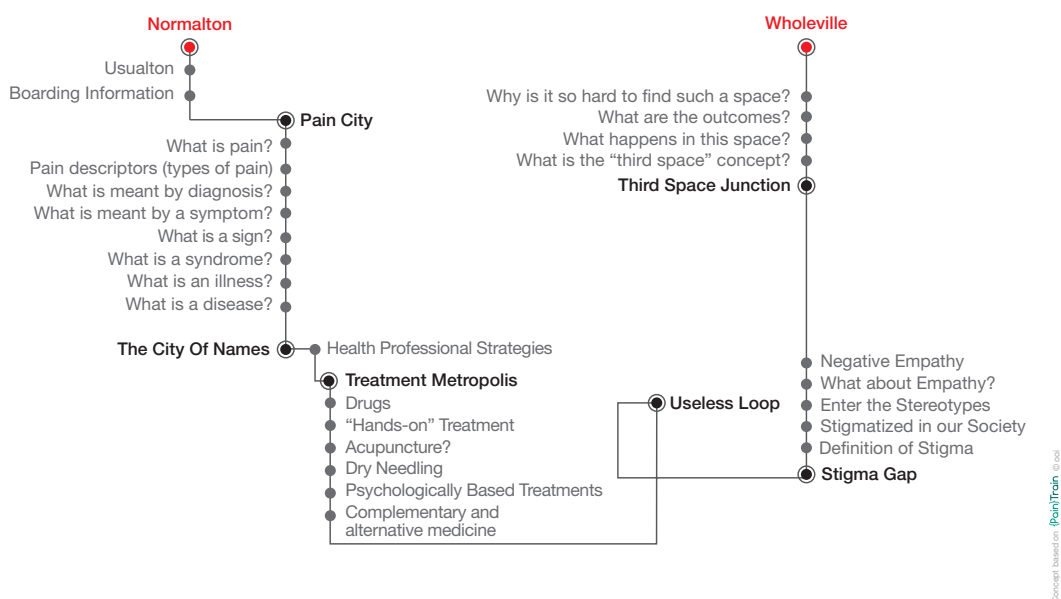 Normalton
Usualton
Boarding Information
Pain City
What is pain?
Pain descriptors (types of pain)
What is meant by diagnosis?
What is meant by a symptom?
What is a sign?
What is a syndrome?
What is an illness?
What is a disease?
The City Of Names
Health Professional Strategies
Treatment Metropolis
Drugs
“Hands-on” Treatment
Acupuncture?
Dry Needling
Psychologically Based Treatments
Complementary and
alternative medicine
Useless Loop
Wholeville
Why is it so hard to find such a space?
What are the outcomes?
What happens in this space?
What is the “third space” concept?
Third Space Junction
Negative Empathy
What about Empathy?
Enter the Stereotypes
Stigmatized in our Society
Definition of Stigma
Stigma Gap
Concept based on {Pain}Train © ooi